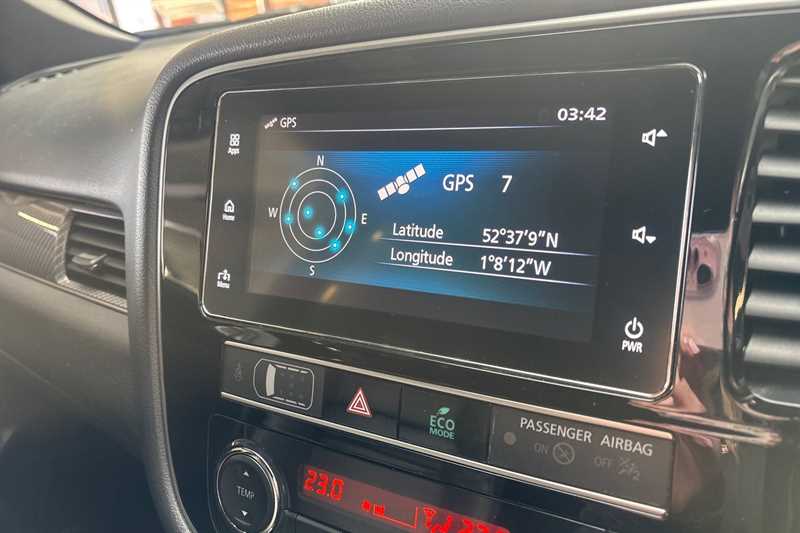 GPS 03:42
Apps
N
W E
S
GPS 7
Latitude 52°37'9"N
Longitude 1°8'12"W
Home
Menu
PWR
ECO
MODE
PASSENGER AIRBAG
ON OFF
TEMP
23.0